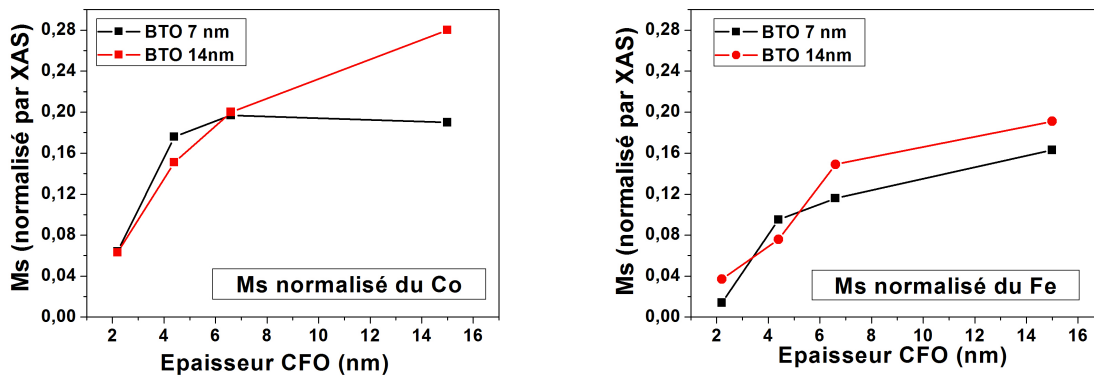 Ms (normalisé par XAS)
0,28
0,24
0,20
0,16
0,12
0,08
0,04
0,00
BTO 7 nm
BTO 14nm
Ms normalisé du Co
2 4 6 8 10 12 14 16
Epaisseur CFO (nm)
Ms (normalisé par XAS)
0,28
0,24
0,20
0,16
0,12
0,08
0,04
0,00
BTO 7 nm
BTO 14nm
Ms normalisé du Fe
2 4 6 8 10 12 14 16
Epaisseur CFO (nm)